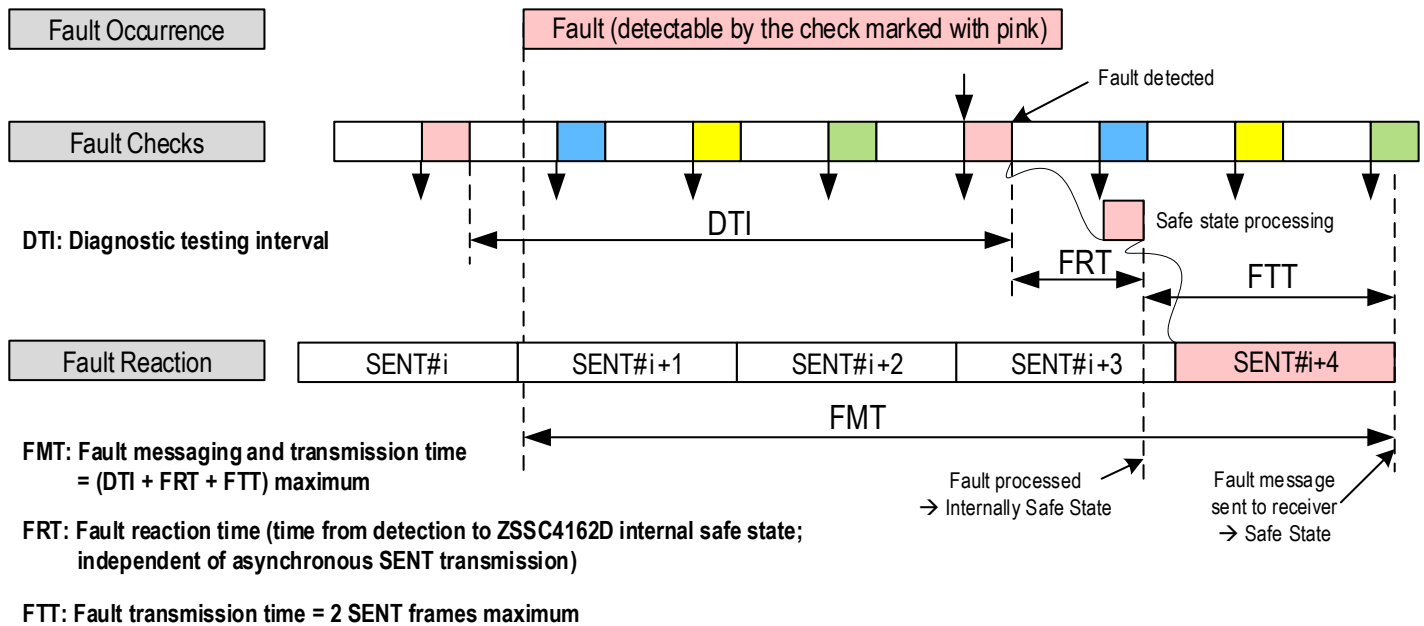 Fault Occurrence
Fault (detectable by the check marked with pink)
Fault detected
Fault Checks
DTI
Safe state processing
DTI: Diagnostic testing interval
FRT
FTT
Fault Reaction
SENT#i
SENT#i+1
SENT#i+2
SENT#i+3
SENT#i+4
FMT
FMT: Fault messaging and transmission time
= (DTI + FRT + FTT) maximum
Fault processed
→ Internally Safe State
Fault message
sent to receiver
→ Safe State
FRT: Fault reaction time (time from detection to ZSSC4162D internal safe state;
independent of asynchronous SENT transmission)
FTT: Fault transmission time = 2 SENT frames maximum